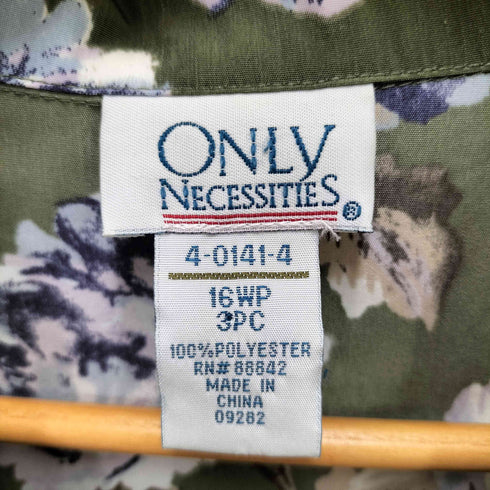 ONLY
NECESSITIES ®
4-0141-4
16WP
3PC
100%POLYESTER
RN# 88842
MADE IN
CHINA
09282